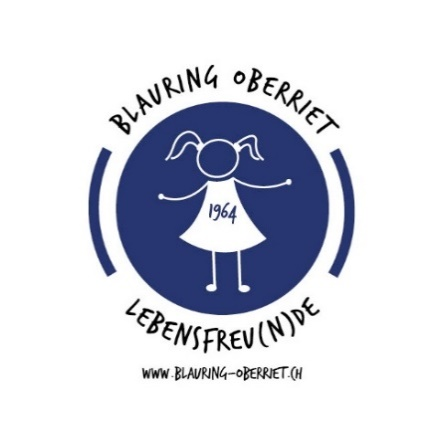 BLAURING OBERRIET
1964
LEBENSFREU(N)DE
WWW.BLAURING-OBERRIET.CH